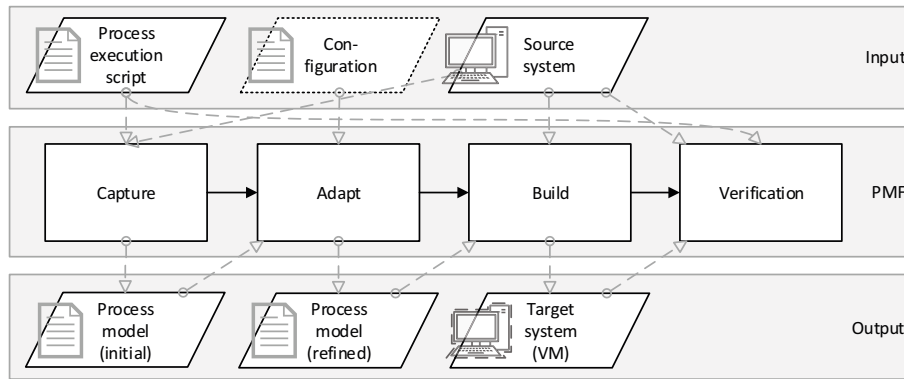 Process
execution
script
Con-
figuration
Source
system
Input
Capture
Adapt
Build
Verification
PMF
Process
model
(initial)
Process
model
(refined)
Target
system
(VM)
Output